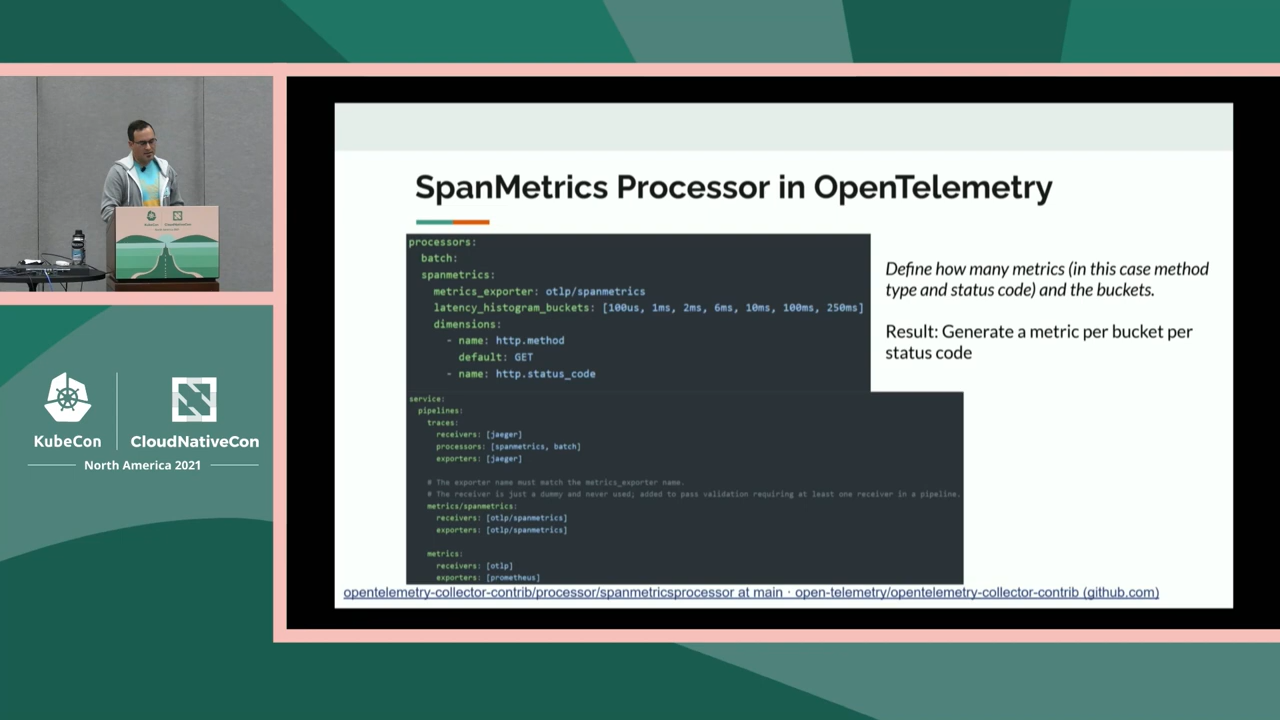 SpanMetrics Processor in OpenTelemetry
processors:
batch:
spanmetrics:
metrics_exporter: otlp/spanmetrics
latency_histogram_buckets: [100us, 1ms, 2ms, 6ms, 10ms, 100ms, 250ms]
dimensions:
- name: http.method
default: GET
- name: http.status_code
Define how many metrics (in this case method
type and status code) and the buckets.
Result: Generate a metric per bucket per
status code
service:
pipelines:
traces:
receivers: [jaeger]
processors: [spanmetrics, batch]
exporters: [jaeger]
# The exporter name must match the metrics_exporter name.
# The receiver is just a dummy and never used; added to pass validation requiring at least one receiver in a pipeline.
metrics/spanmetrics:
receivers: [otlp/spanmetrics]
exporters: [otlp/spanmetrics]
metrics:
receivers: [otlp]
exporters: [prometheus]
opentelemetry-collector-contrib/processor/spanmetricsprocessor at main · open-telemetry/opentelemetry-collector-contrib (github.com)
KubeCon
CloudNativeCon
North America 2021